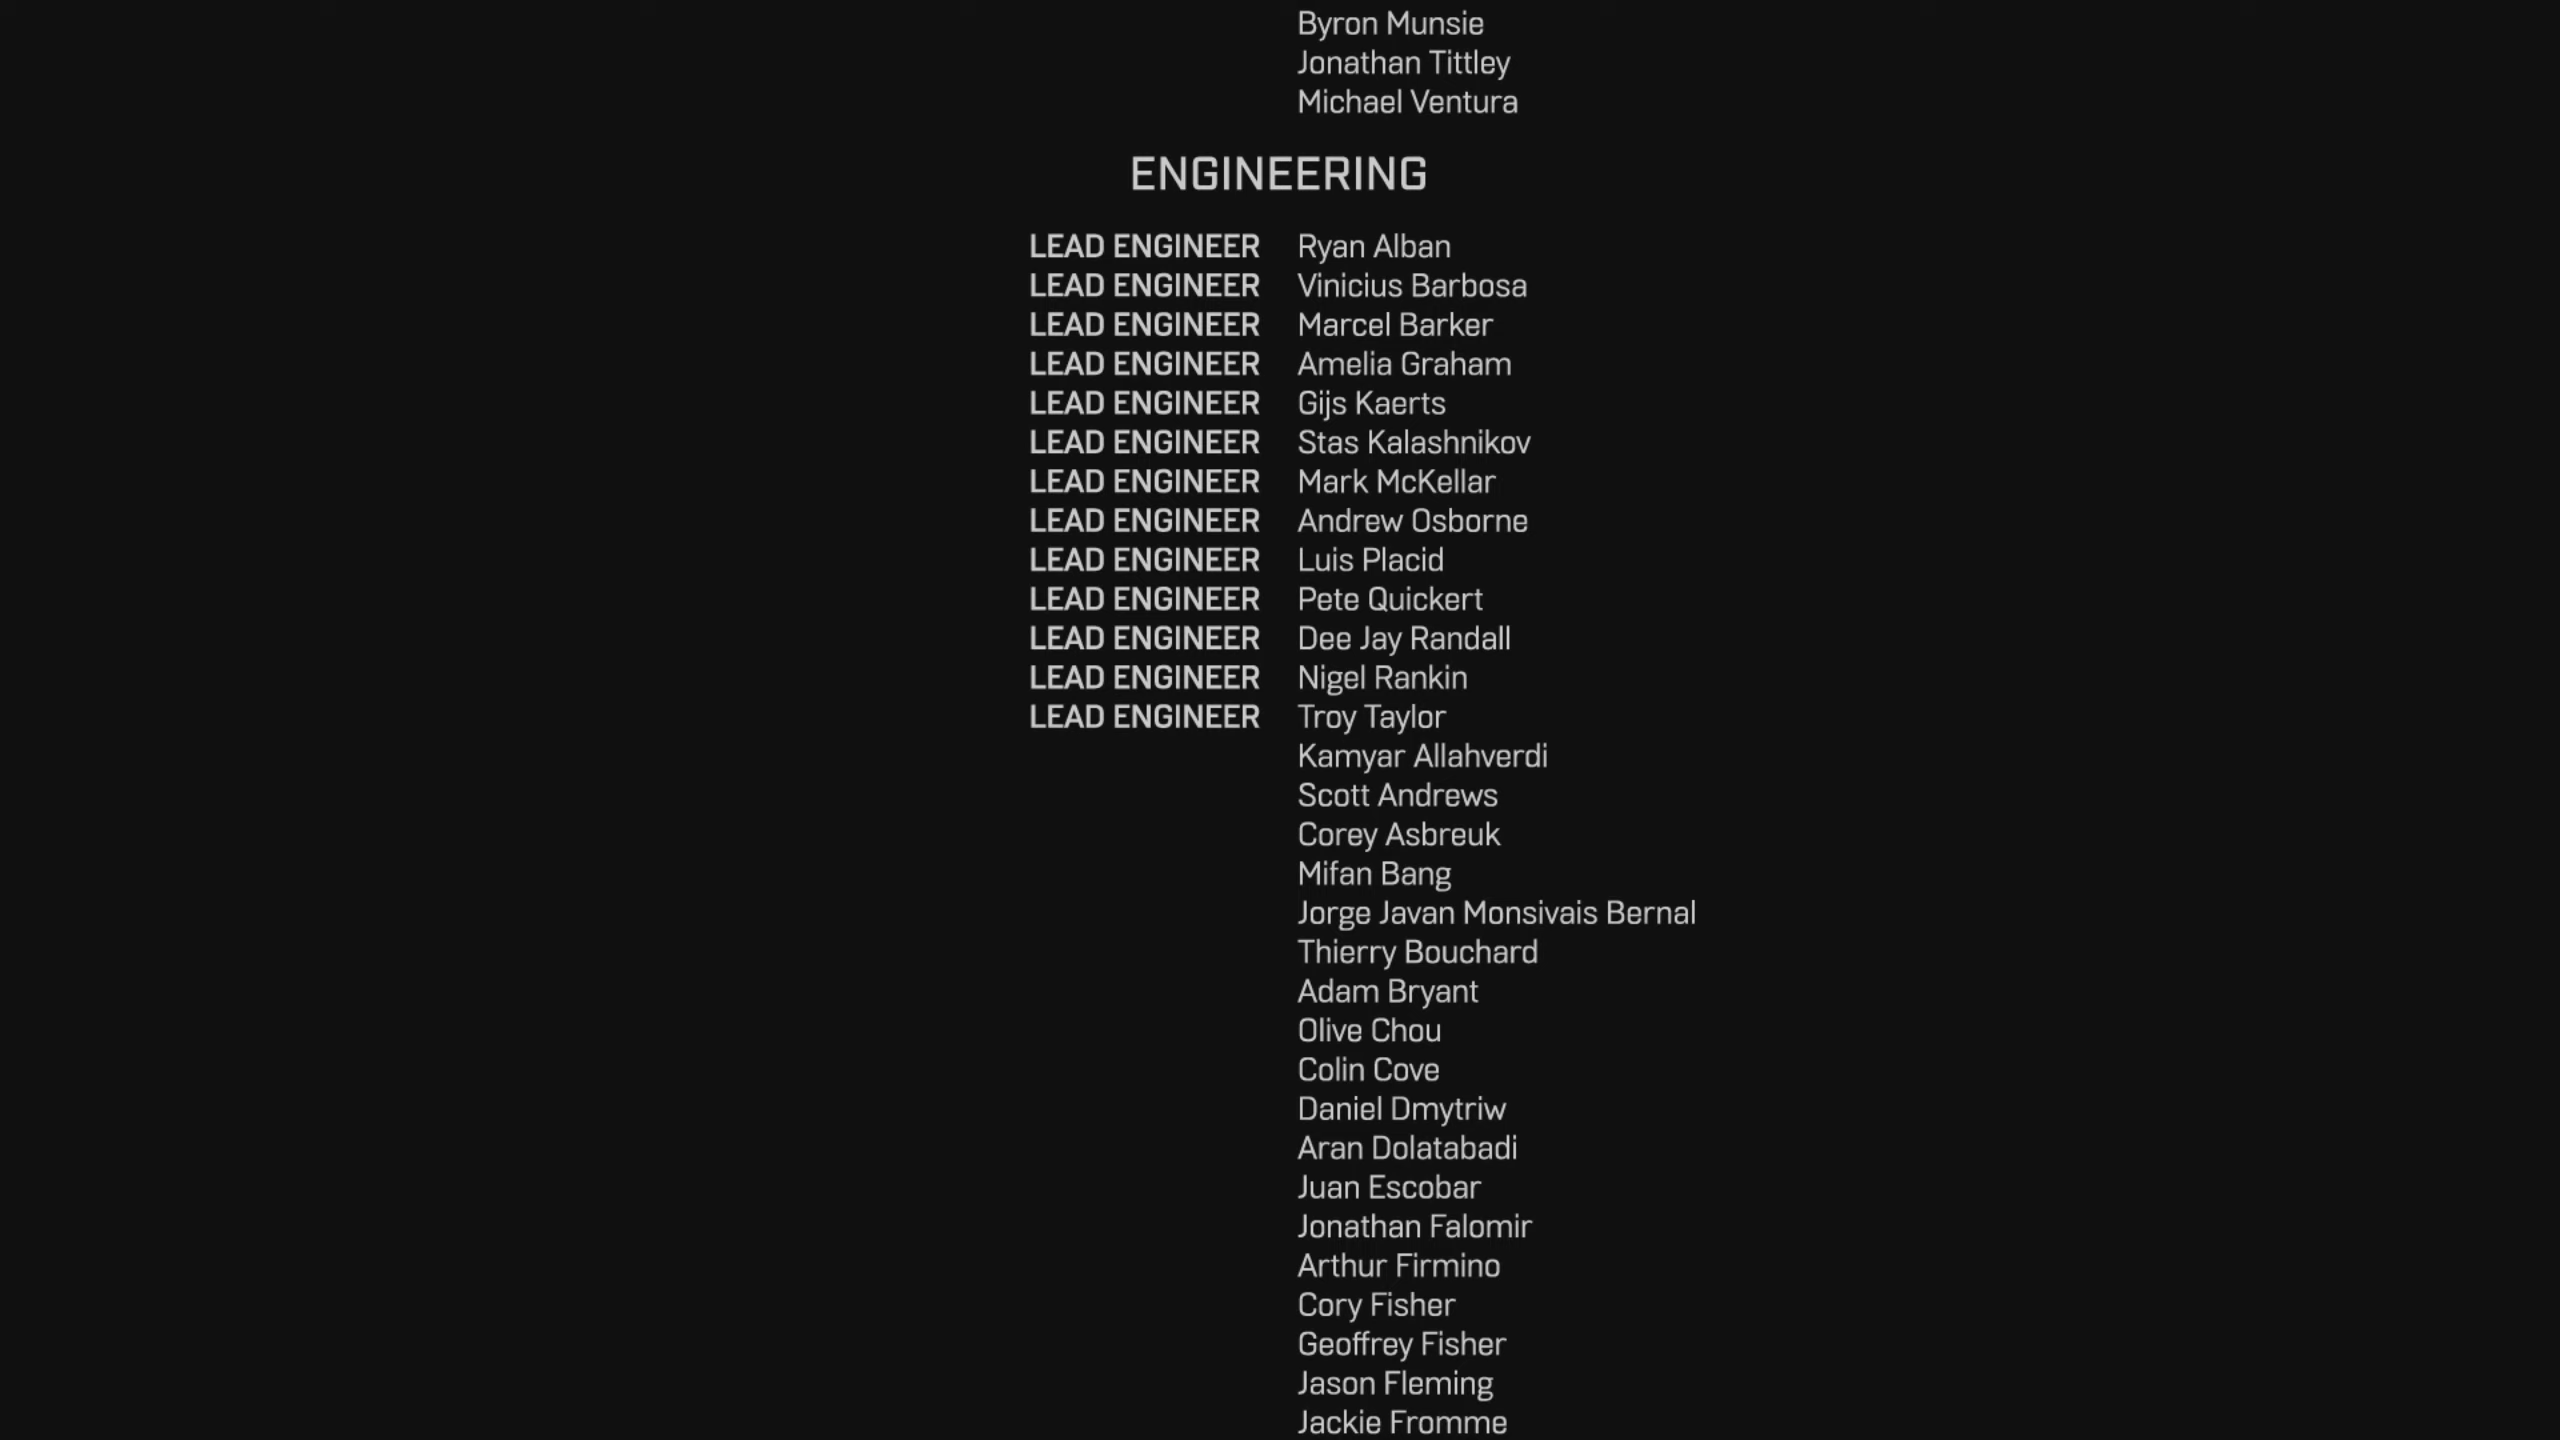 Byron Munsie
Jonathan Tittley
Michael Ventura
ENGINEERING
LEAD ENGINEER Ryan Alban
LEAD ENGINEER Vinicius Barbosa
LEAD ENGINEER Marcel Barker
LEAD ENGINEER Amelia Graham
LEAD ENGINEER Gijs Kaerts
LEAD ENGINEER Stas Kalashnikov
LEAD ENGINEER Mark McKellar
LEAD ENGINEER Andrew Osborne
LEAD ENGINEER Luis Placid
LEAD ENGINEER Pete Quickert
LEAD ENGINEER Dee Jay Randall
LEAD ENGINEER Nigel Rankin
LEAD ENGINEER Troy Taylor
Kamyar Allahverdi
Scott Andrews
Corey Asbreuk
Mifan Bang
Jorge Javan Monsivais Bernal
Thierry Bouchard
Adam Bryant
Olive Chou
Colin Cove
Daniel Dmytriw
Aran Dolatabadi
Juan Escobar
Jonathan Falomir
Arthur Firmino
Cory Fisher
Geoffrey Fisher
Jason Fleming
Jackie Fromme